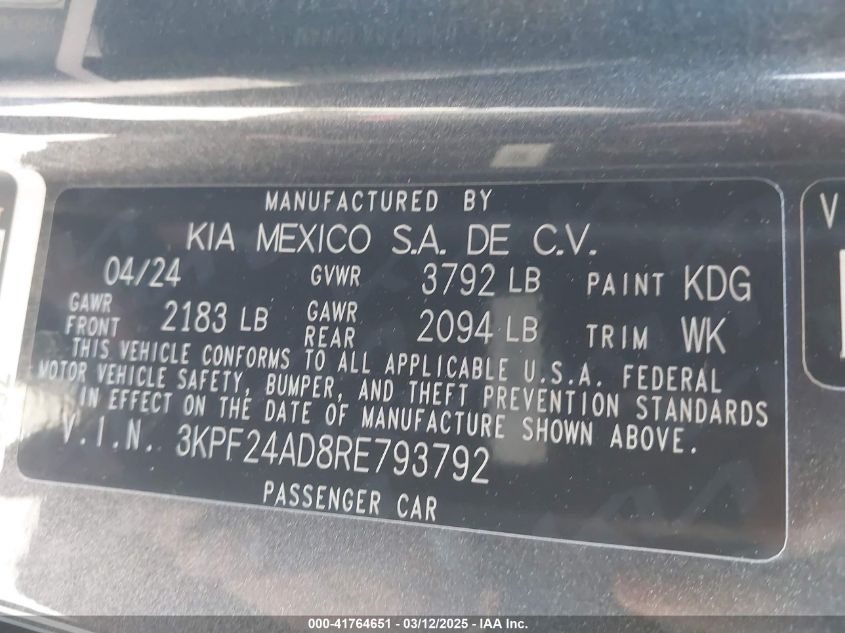 MANUFACTURED BY
KIA MEXICO S.A. DE C.V.
04/24 GVWR 3792 LB PAINT KDG
GAWR FRONT 2183 LB GAWR REAR 2094 LB TRIM WK
THIS VEHICLE CONFORMS TO ALL APPLICABLE U.S.A. FEDERAL
MOTOR VEHICLE SAFETY, BUMPER, AND THEFT PREVENTION STANDARDS
IN EFFECT ON THE DATE OF MANUFACTURE SHOWN ABOVE.
V.I.N. 3KPF24AD8RE793792
PASSENGER CAR
V
000-41764651 - 03/12/2025 - IAA Inc.